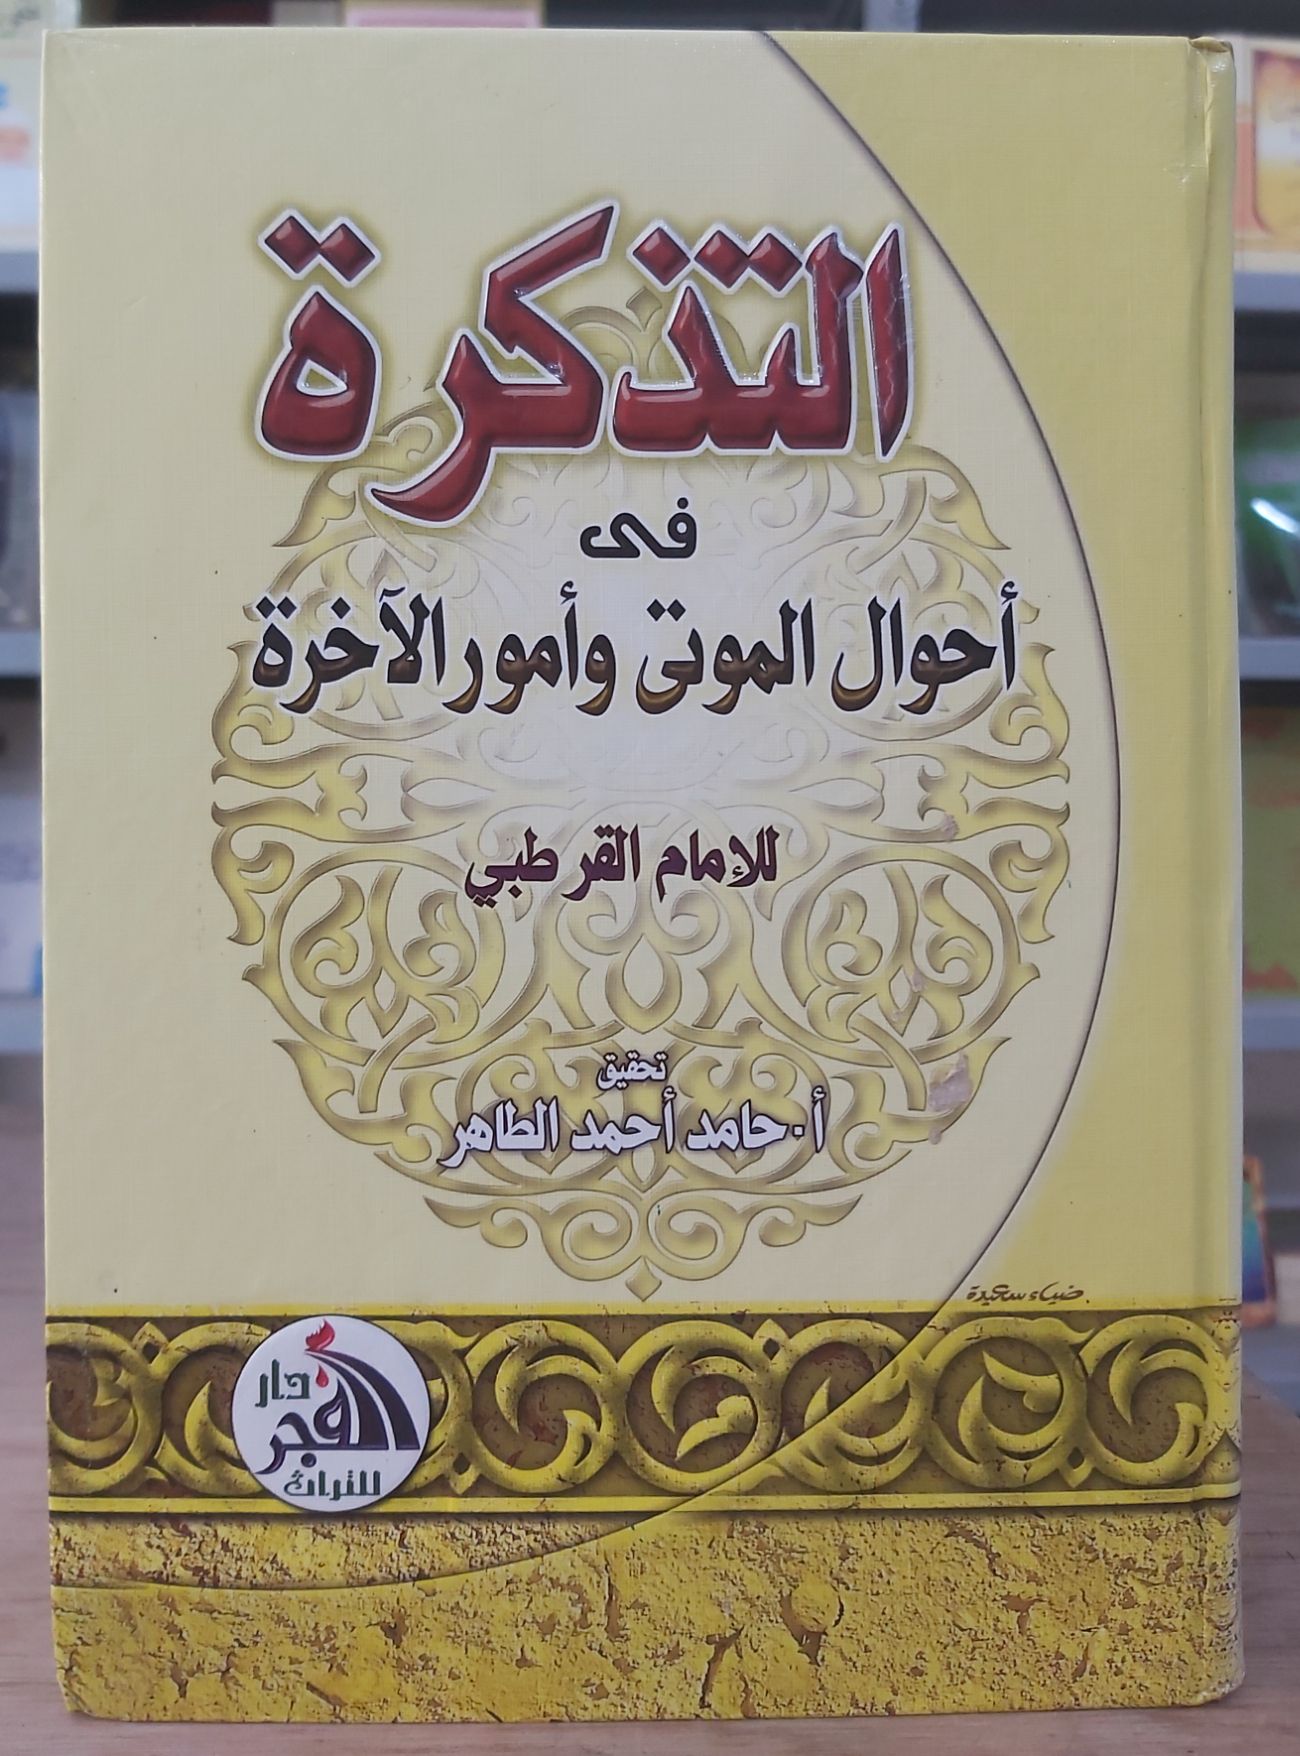 التذكرة
فى
أحوال الموتى وأمور الآخرة
للإمام القرطبي
تحقيق
أ. حامد أحمد الطاهر
ضياء سعيدة
دار
الفجر
للتراث